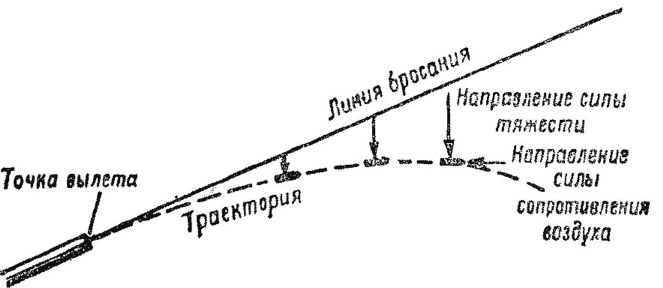 Линия бросания
Направление силы
тяжести
Точка вылета
Траектория
Направление
силы
сопротивления
воздуха